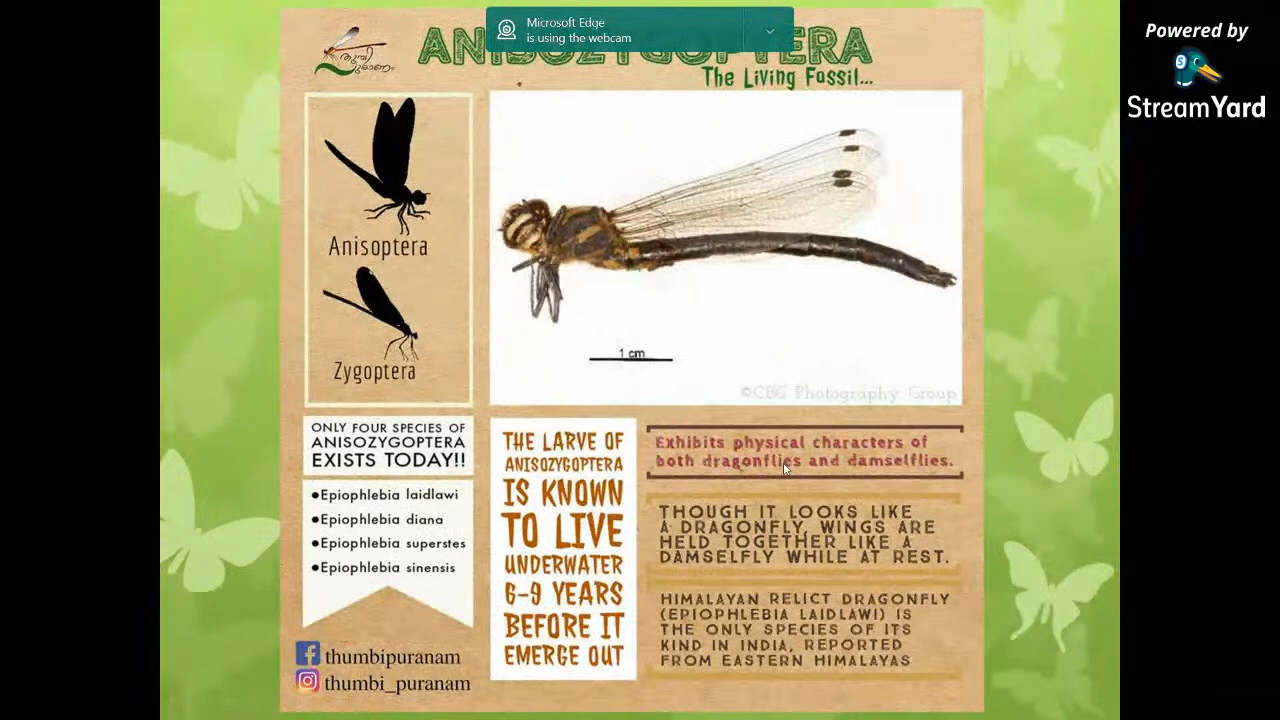 Microsoft Edge
is using the webcam
Powered by
StreamYard
ANISOZYGOPTERA
The Living Fossil...
തുമ്പി
പുരാണം
Anisoptera
Zygoptera
1 cm
©CBG Photography Group
ONLY FOUR SPECIES OF
ANISOZYGOPTERA
EXISTS TODAY!!
•Epiophlebia laidlawi
•Epiophlebia diana
•Epiophlebia superstes
•Epiophlebia sinensis
THE LARVE OF
ANISOZYGOPTERA
IS KNOWN
TO LIVE
UNDERWATER
6-9 YEARS
BEFORE IT
EMERGE OUT
Exhibits physical characters of
both dragonflies and damselflies.
THOUGH IT LOOKS LIKE
A DRAGONFLY, WINGS ARE
HELD TOGETHER LIKE A
DAMSELFLY WHILE AT REST.
HIMALAYAN RELICT DRAGONFLY
(EPIOPHLEBIA LAIDLAWI) IS
THE ONLY SPECIES OF ITS
KIND IN INDIA, REPORTED
FROM EASTERN HIMALAYAS
thumbipuranam
thumbi_puranam